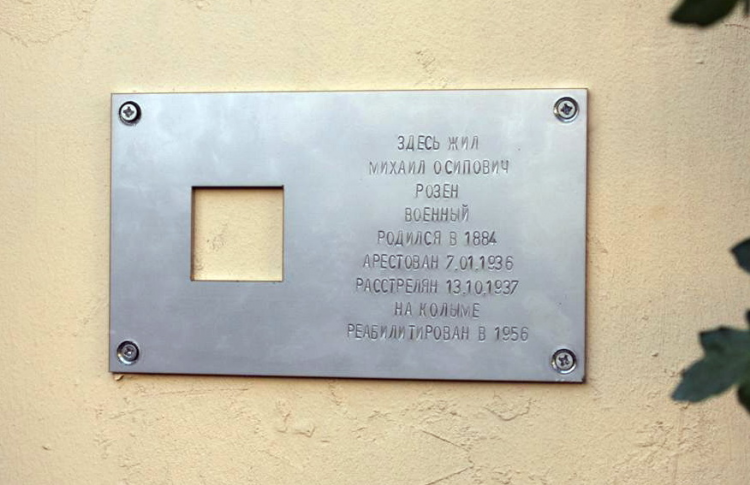 ЗДЕСЬ ЖИЛ
МИХАИЛ ОСИПОВИЧ
РОЗЕН
ВОЕННЫЙ
РОДИЛСЯ В 1884
АРЕСТОВАН 7.01.1936
РАССТРЕЛЯН 13.10.1937
НА КОЛЫМЕ
РЕАБИЛИТИРОВАН В 1956